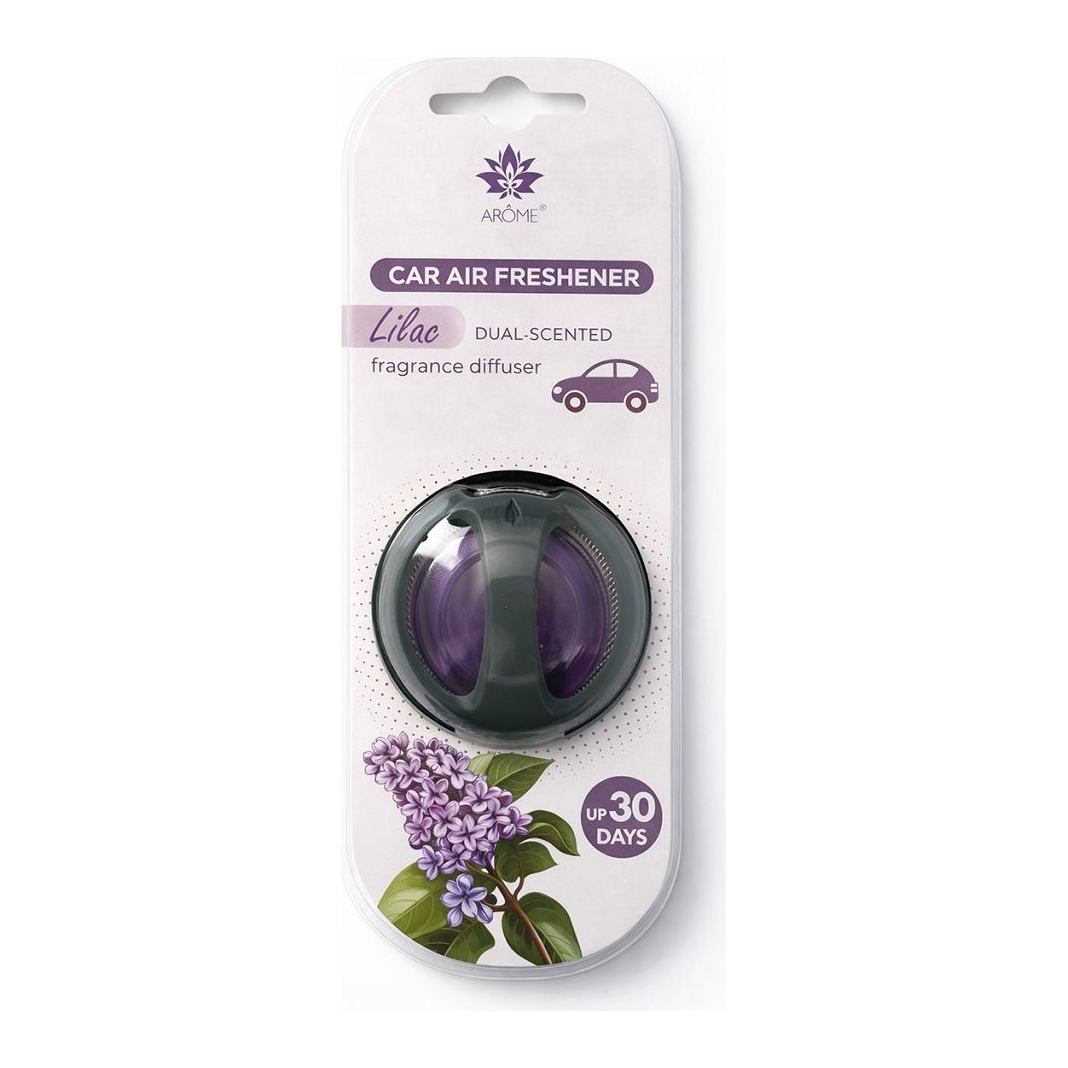 ARÔME®
CAR AIR FRESHENER
Lilac DUAL-SCENTED
fragrance diffuser
UP 30
DAYS